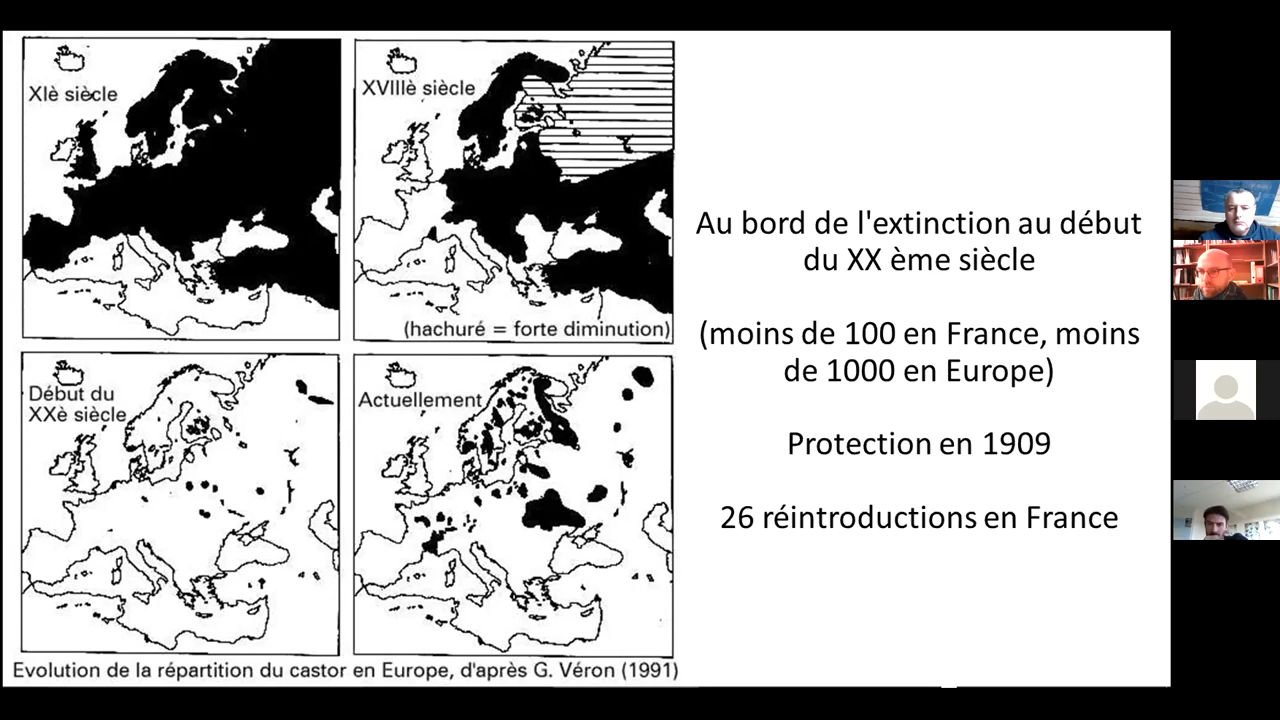 XIè siècle
XVIIIè siècle
(hachuré = forte diminution)
Début du
XXè siècle
Actuellement
Evolution de la répartition du castor en Europe, d'après G. Véron (1991)
Au bord de l'extinction au début
du XX ème siècle
(moins de 100 en France, moins
de 1000 en Europe)
Protection en 1909
26 réintroductions en France